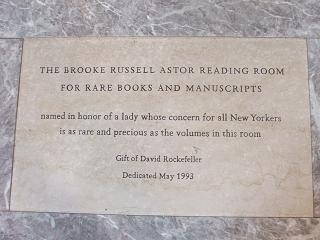 THE BROOKE RUSSELL ASTOR READING ROOM
FOR RARE BOOKS AND MANUSCRIPTS
named in honor of a lady whose concern for all New Yorkers
is as rare and precious as the volumes in this room
Gift of David Rockefeller
Dedicated May 1993